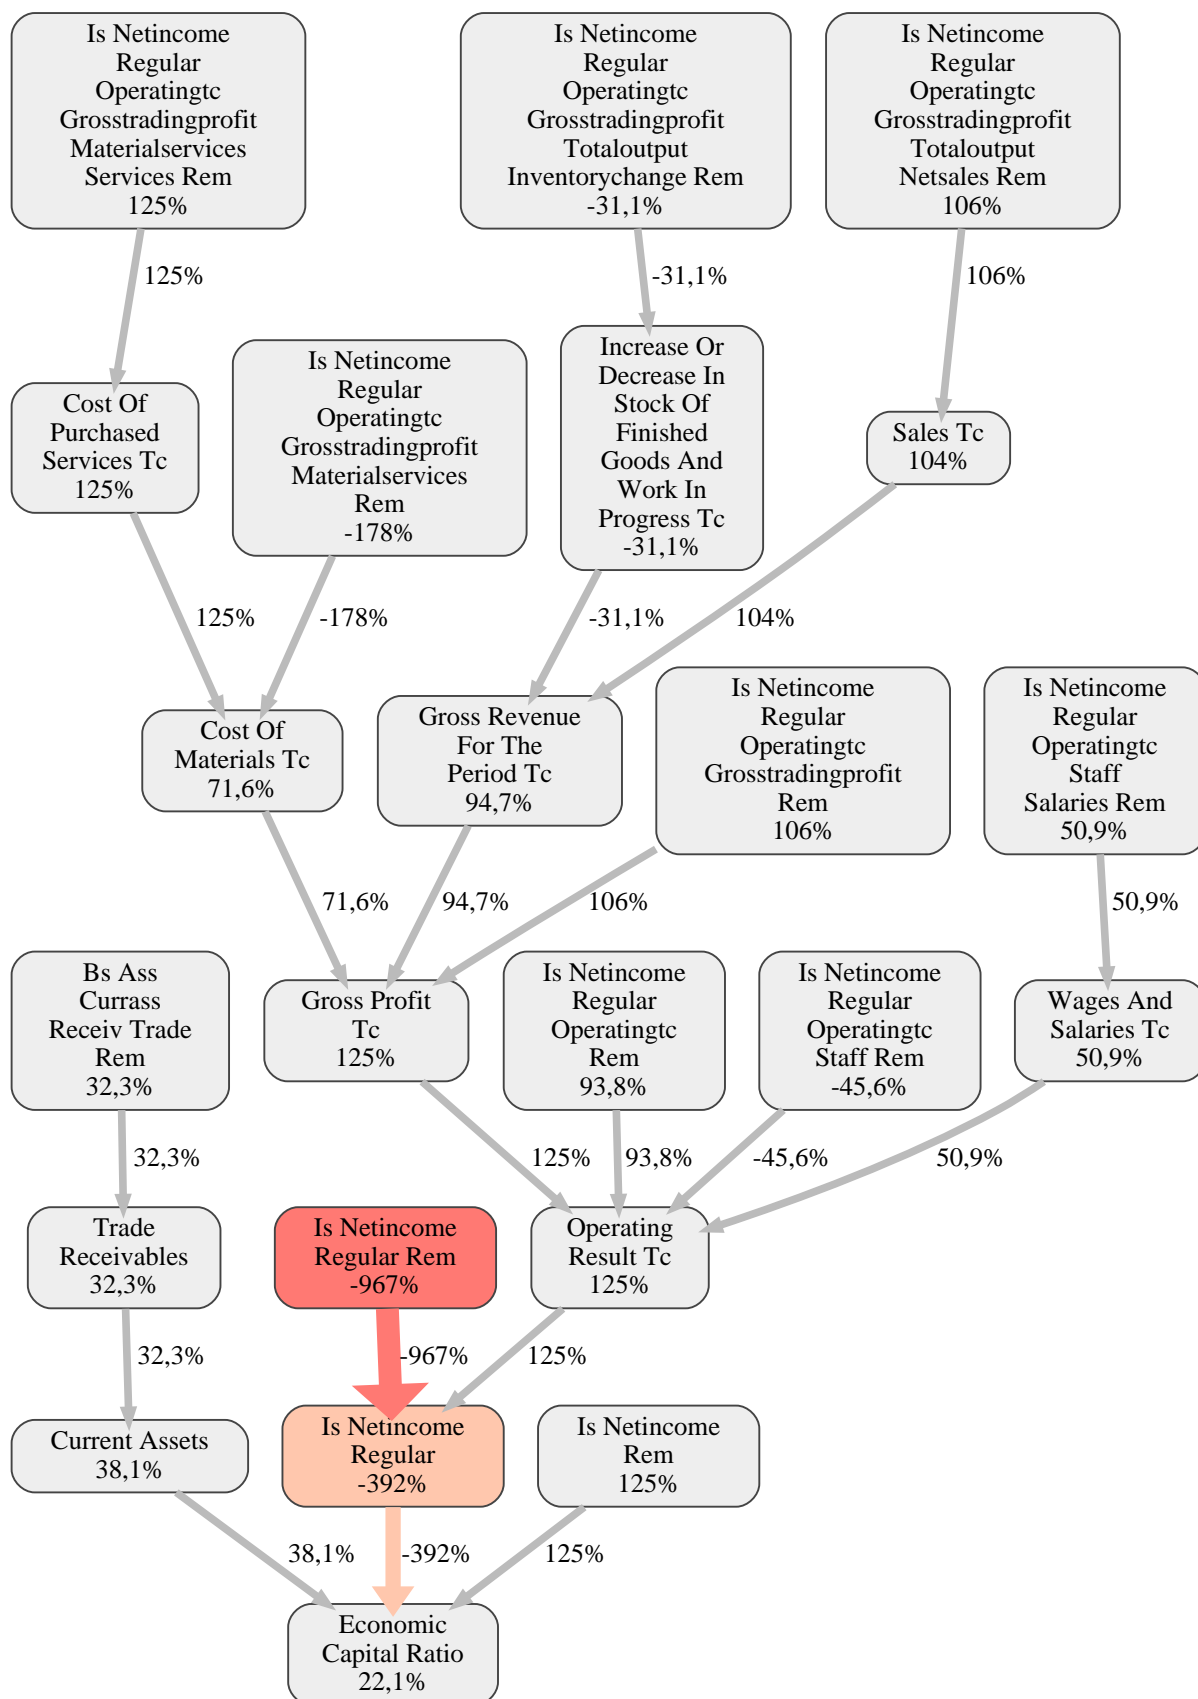 Is Netincome
Regular
Operatingtc
Grosstradingprofit
Materialservices
Services Rem
125%
Is Netincome
Regular
Operatingtc
Grosstradingprofit
Totaloutput
Inventorychange Rem
-31,1%
Is Netincome
Regular
Operatingtc
Grosstradingprofit
Totaloutput
Netsales Rem
106%
125%
-31,1%
106%
Cost Of
Purchased
Services Tc
125%
Is Netincome
Regular
Operatingtc
Grosstradingprofit
Materialservices
Rem
-178%
Increase Or
Decrease In
Stock Of
Finished
Goods And
Work In
Progress Tc
-31,1%
Sales Tc
104%
125%
-178%
-31,1%
104%
Cost Of
Materials Tc
71,6%
Gross Revenue
For The
Period Tc
94,7%
Is Netincome
Regular
Operatingtc
Grosstradingprofit
Rem
106%
Is Netincome
Regular
Operatingtc
Staff
Salaries Rem
50,9%
71,6%
94,7%
106%
50,9%
Bs Ass
Currass
Receiv Trade
Rem
32,3%
Gross Profit
Tc
125%
Is Netincome
Regular
Operatingtc
Rem
93,8%
Is Netincome
Regular
Operatingtc
Staff Rem
-45,6%
Wages And
Salaries Tc
50,9%
32,3%
125%
93,8%
-45,6%
50,9%
Trade
Receivables
32,3%
Is Netincome
Regular Rem
-967%
Operating
Result Tc
125%
32,3%
-967%
125%
Current Assets
38,1%
Is Netincome
Regular
-392%
Is Netincome
Rem
125%
38,1%
-392%
125%
Economic
Capital Ratio
22,1%